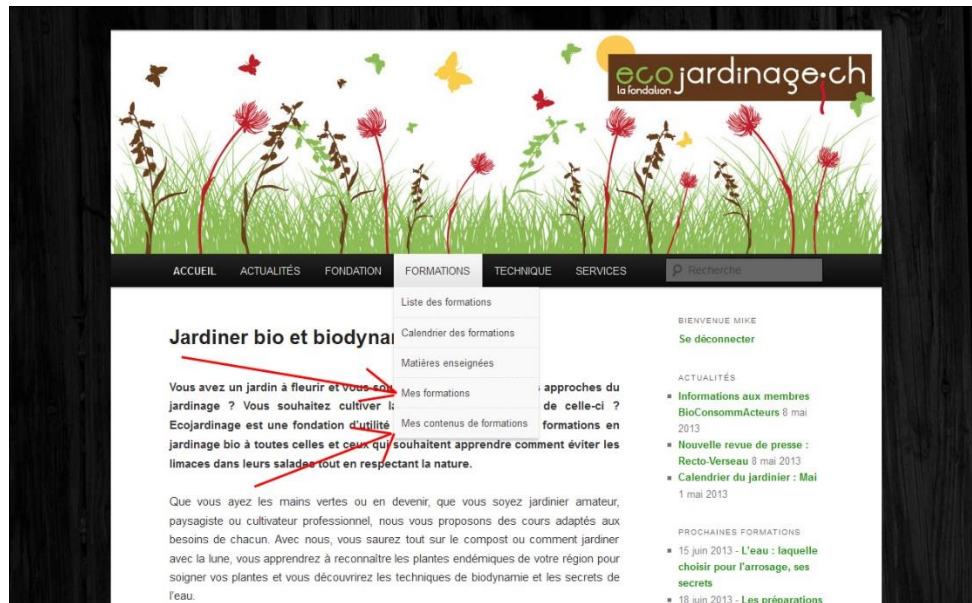 eco jardinage.ch
la fondation
ACCUEIL ACTUALITÉS FONDATION FORMATIONS TECHNIQUE SERVICES Recherche
Liste des formations
Calendrier des formations
Matières enseignées
Mes formations
Mes contenus de formations
Jardiner bio et biodyna
Vous avez un jardin à fleurir et vous sou approches du
jardinage ? Vous souhaitez cultiver la de celle-ci ?
Ecojardinage est une fondation d'utilité formations en
jardinage bio à toutes celles et ceux qui souhaitent apprendre comment éviter les
limaces dans leurs salades tout en respectant la nature.
Que vous ayez les mains vertes ou en devenir, que vous soyez jardinier amateur,
paysagiste ou cultivateur professionnel, nous vous proposons des cours adaptés aux
besoins de chacun. Avec nous, vous saurez tout sur le compost ou comment jardiner
avec la lune, vous apprendrez à reconnaître les plantes endémiques de votre région pour
soigner vos plantes et vous découvrirez les techniques de biodynamie et les secrets de
l'eau.
BIENVENUE MIKE
Se déconnecter
ACTUALITÉS
Informations aux membres
BioConsommActeurs 8 mai
2013
Nouvelle revue de presse :
Recto-Verseau 8 mai 2013
Calendrier du jardinier : Mai
1 mai 2013
PROCHAINES FORMATIONS
15 juin 2013 - L'eau : laquelle
choisir pour l'arrosage, ses
secrets
18 juin 2013 - Les préparations